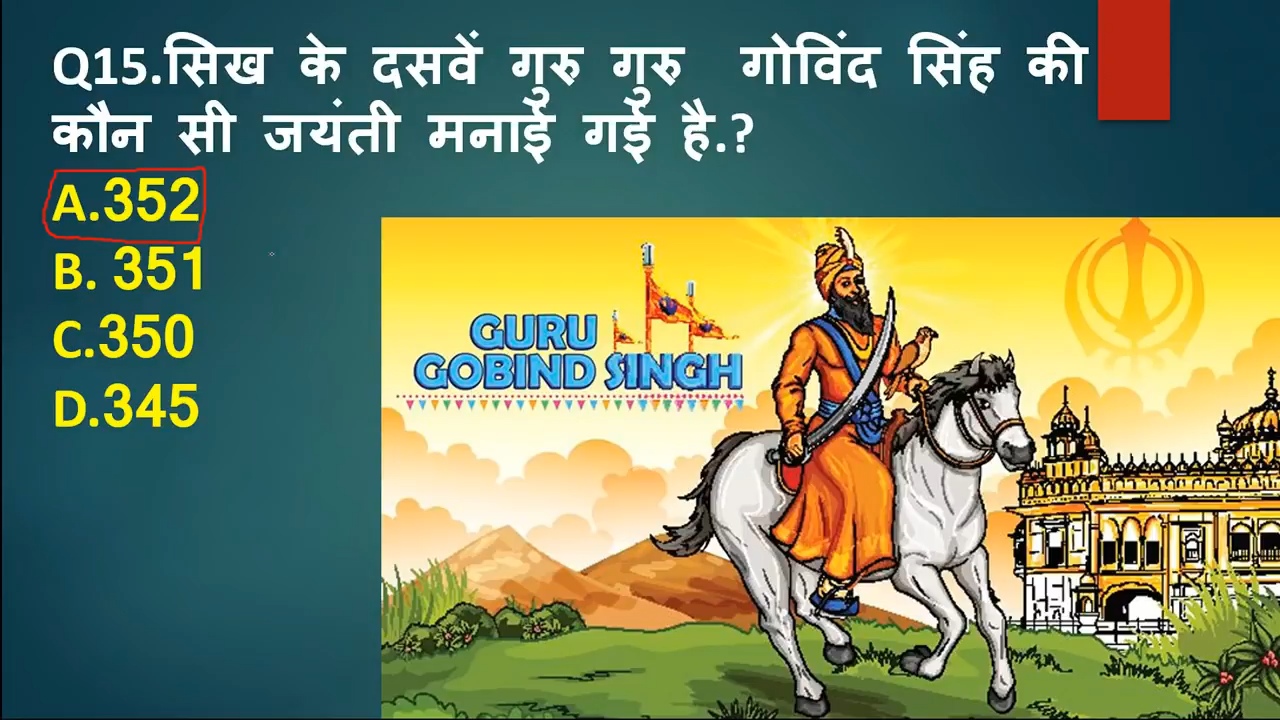 Q15.सिख के दसवें गुरु गुरु गोविंद सिंह की
कौन सी जयंती मनाई गई है.?
A.352
B. 351
C.350
D.345
GURU
GOBIND SINGH